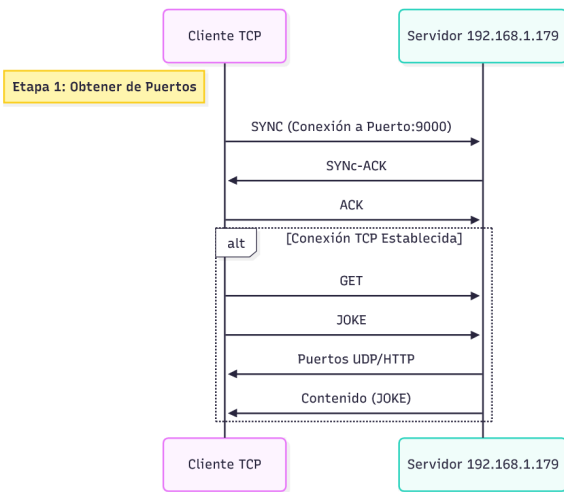 Cliente TCP
Servidor 192.168.1.179
Etapa 1: Obtener de Puertos
SYNC (Conexión a Puerto:9000)
SYNc-ACK
ACK
alt
[Conexión TCP Establecida]
GET
JOKE
Puertos UDP/HTTP
Contenido (JOKE)
Cliente TCP
Servidor 192.168.1.179